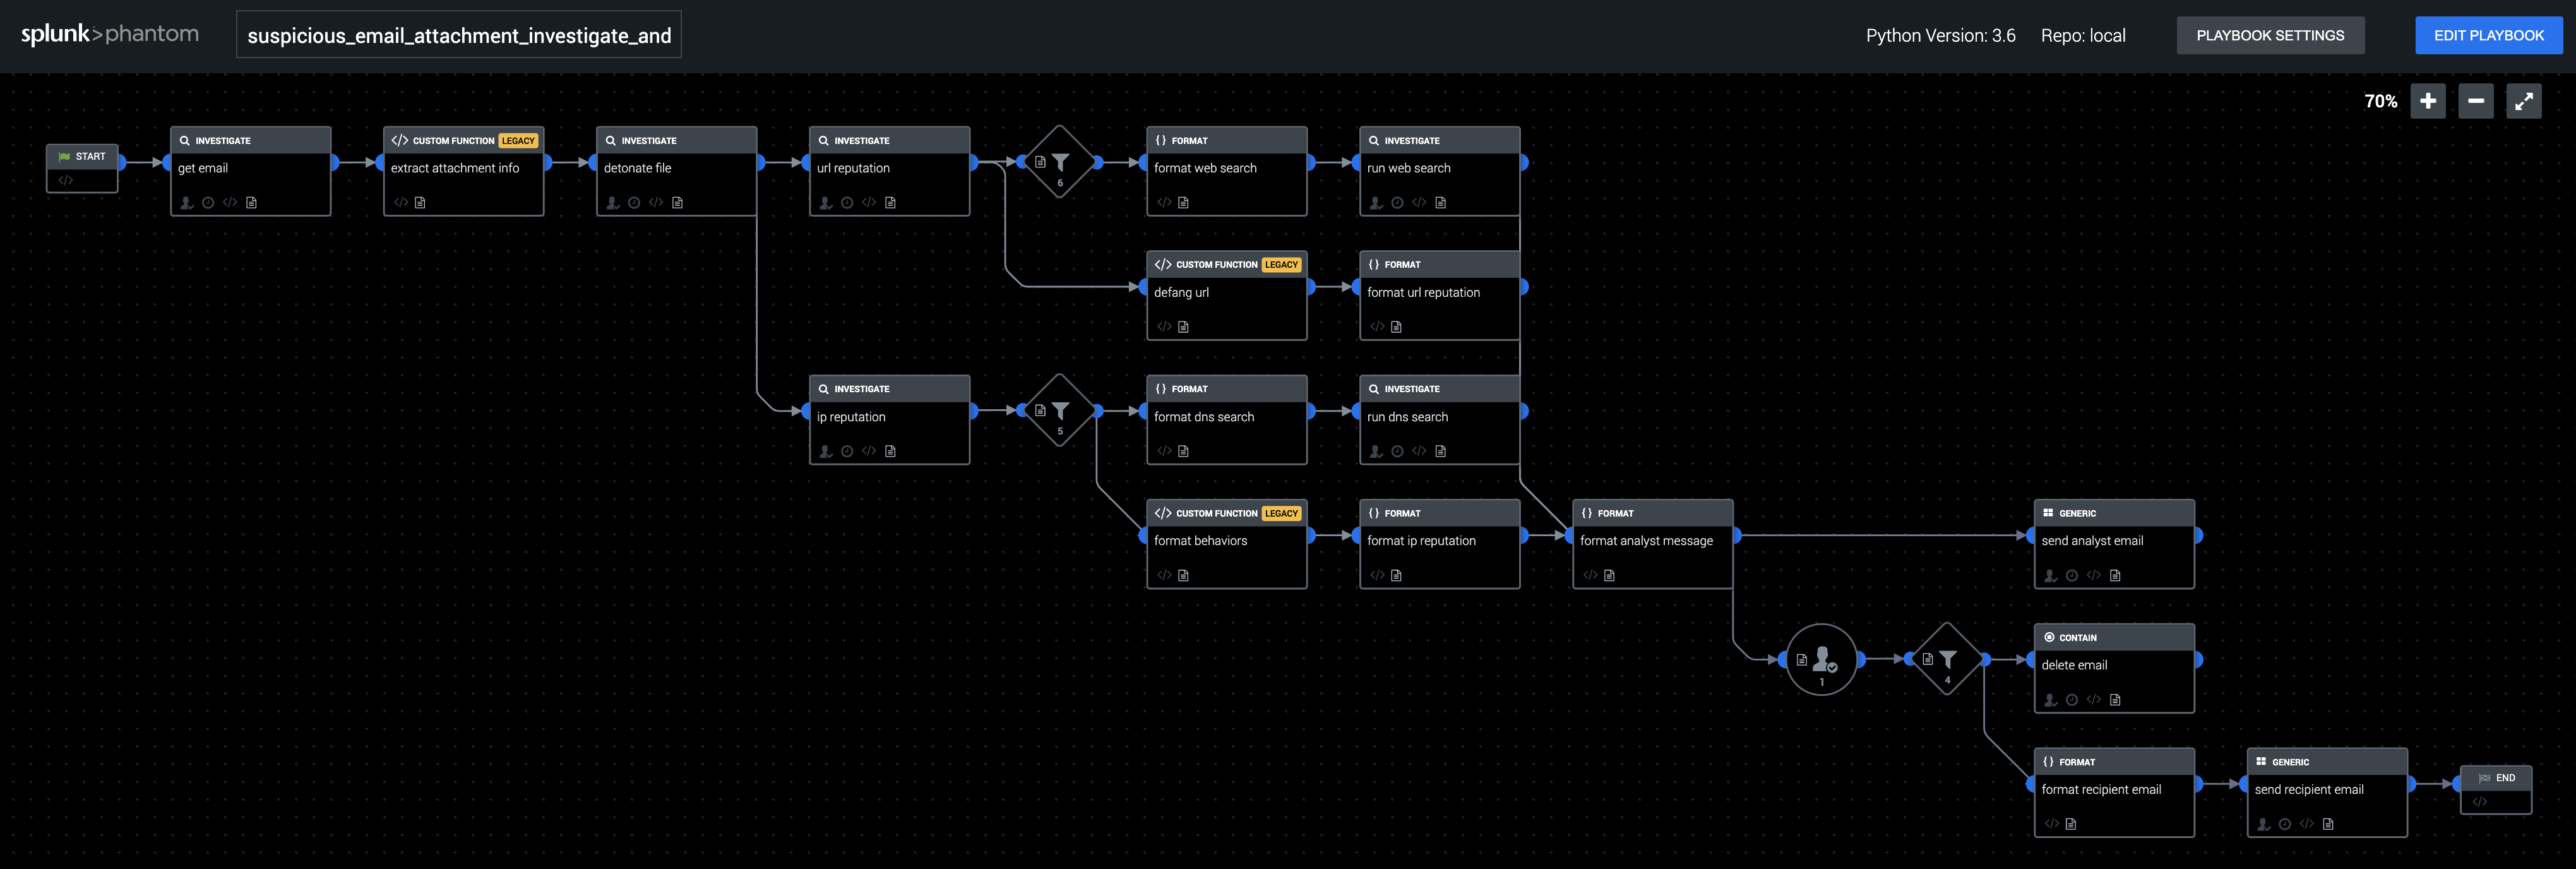 splunk>phantom
suspicious_email_attachment_investigate_and
Python Version: 3.6
Repo: local
PLAYBOOK SETTINGS
EDIT PLAYBOOK
70%
START
</>
INVESTIGATE
get email
</>
</> CUSTOM FUNCTION LEGACY
extract attachment info
</>
INVESTIGATE
detonate file
</>
INVESTIGATE
url reputation
</>
6
{} FORMAT
format web search
</>
INVESTIGATE
run web search
</>
</> CUSTOM FUNCTION LEGACY
defang url
</>
{} FORMAT
format url reputation
</>
INVESTIGATE
ip reputation
</>
5
{} FORMAT
format dns search
</>
INVESTIGATE
run dns search
</>
</> CUSTOM FUNCTION LEGACY
format behaviors
</>
{} FORMAT
format ip reputation
</>
{} FORMAT
format analyst message
</>
GENERIC
send analyst email
</>
1
4
CONTAIN
delete email
</>
{} FORMAT
format recipient email
</>
GENERIC
send recipient email
</>
END
</>